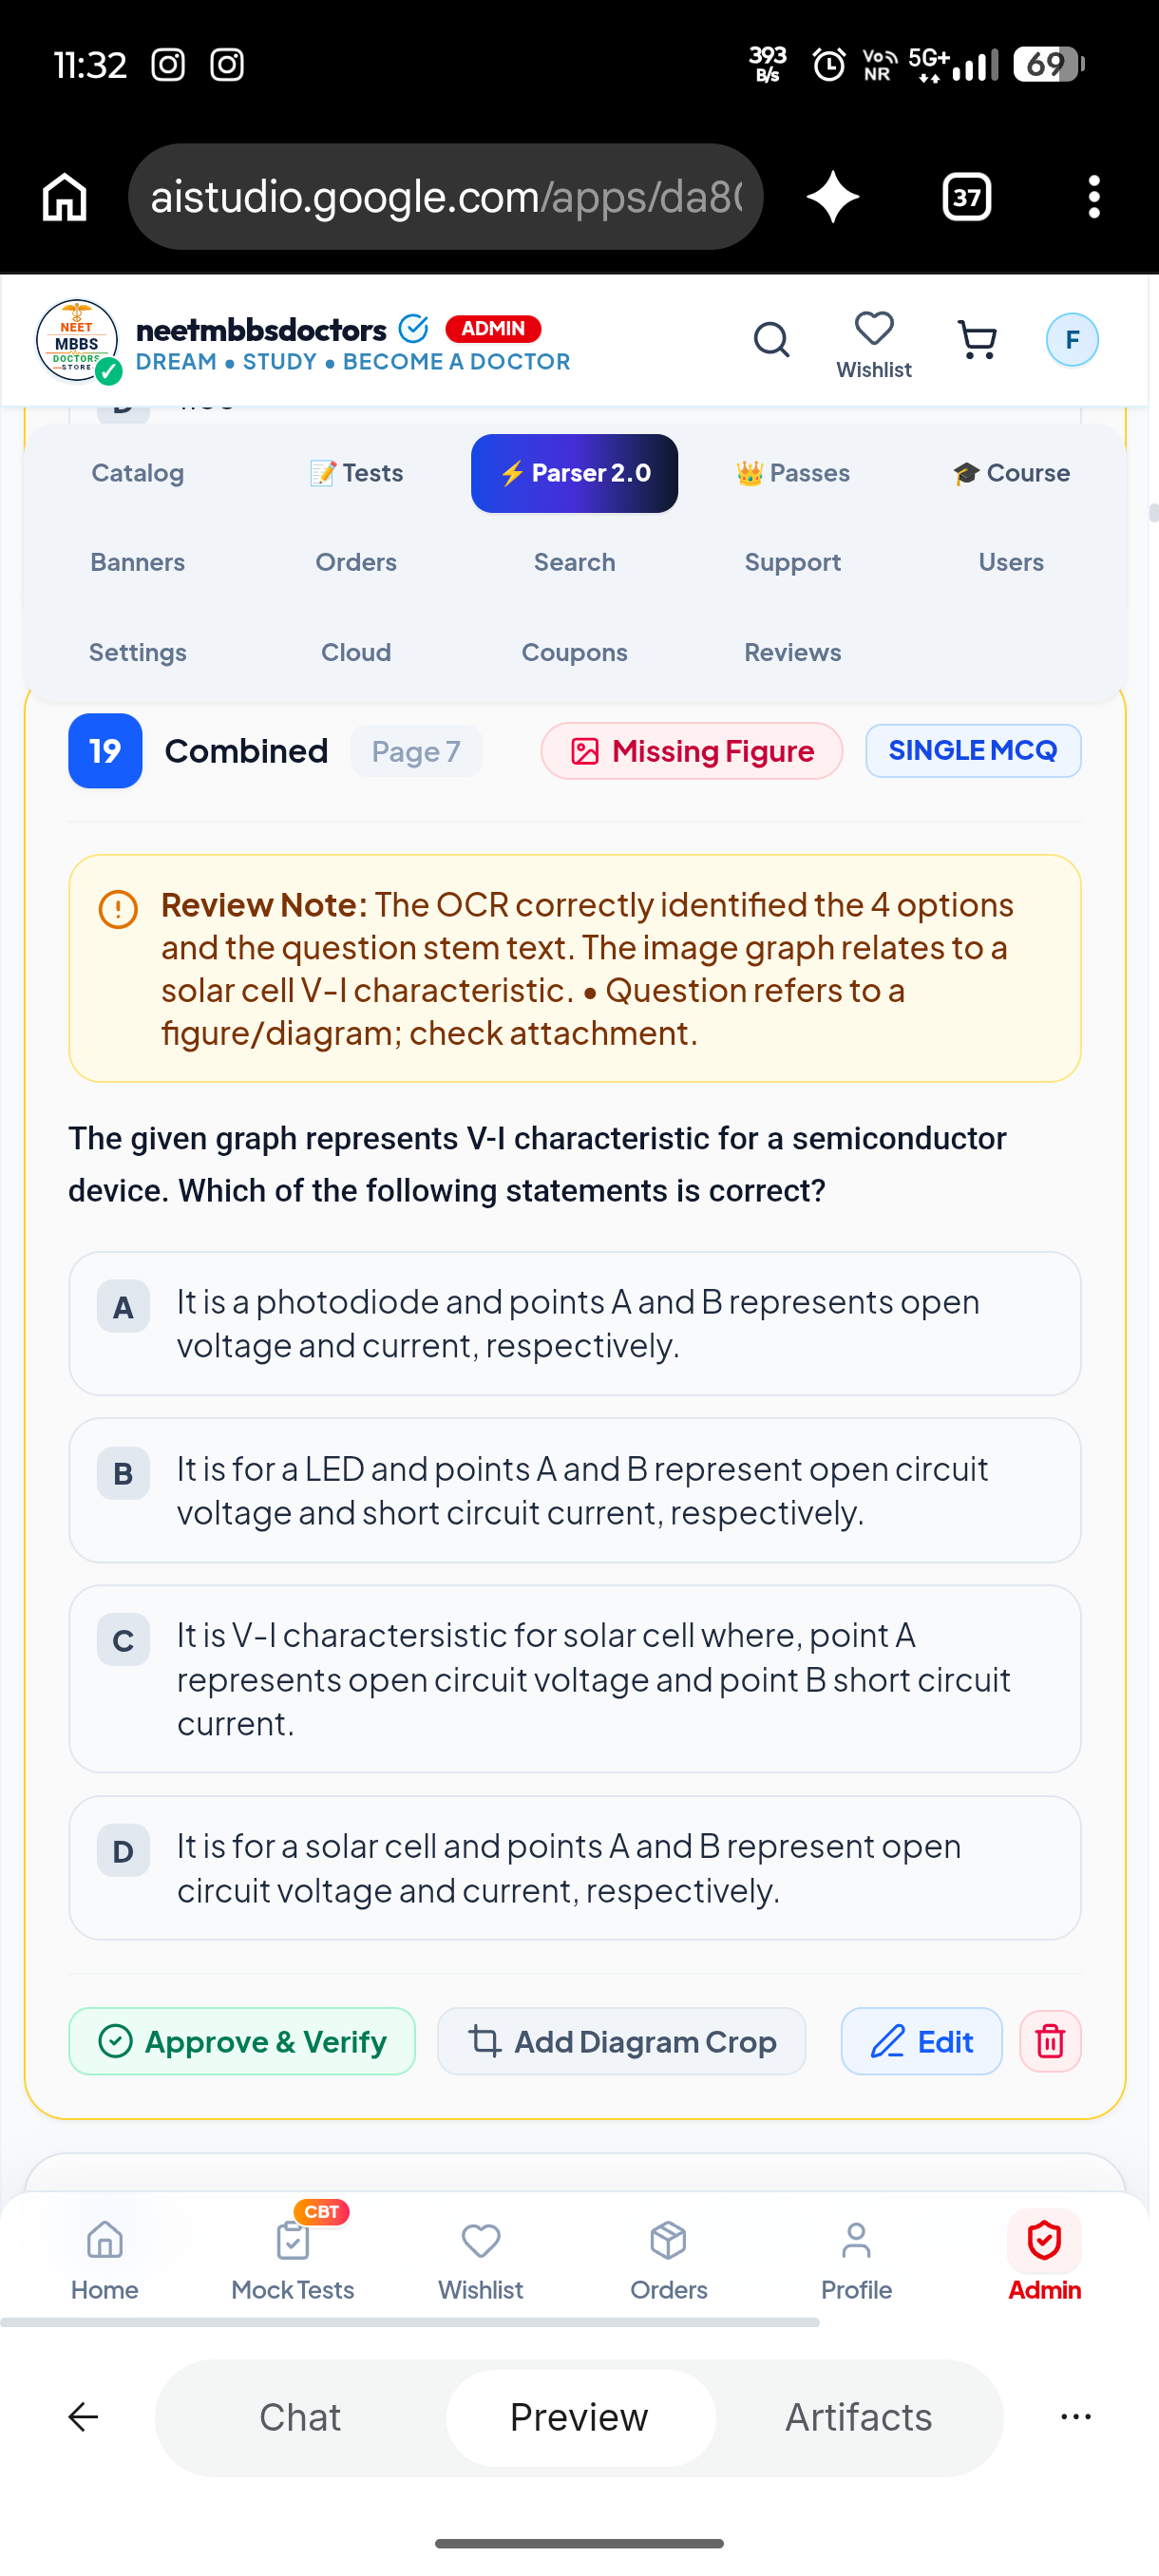 11:32
393
B/s
Vo
NR
5G+
69
aistudio.google.com/apps/da8
37
NEET
MBBS
DOCTORS
STORE
neetmbbsdoctors
ADMIN
DREAM • STUDY • BECOME A DOCTOR
Wishlist
F
Catalog
📝 Tests
⚡ Parser 2.0
👑 Passes
🎓 Course
Banners
Orders
Search
Support
Users
Settings
Cloud
Coupons
Reviews
19
Combined
Page 7
Missing Figure
SINGLE MCQ
Review Note: The OCR correctly identified the 4 options
and the question stem text. The image graph relates to a
solar cell V-I characteristic. • Question refers to a
figure/diagram; check attachment.
The given graph represents V-I characteristic for a semiconductor
device. Which of the following statements is correct?
A
It is a photodiode and points A and B represents open
voltage and current, respectively.
B
It is for a LED and points A and B represent open circuit
voltage and short circuit current, respectively.
C
It is V-I charactersistic for solar cell where, point A
represents open circuit voltage and point B short circuit
current.
D
It is for a solar cell and points A and B represent open
circuit voltage and current, respectively.
Approve & Verify
Add Diagram Crop
Edit
CBT
Home
Mock Tests
Wishlist
Orders
Profile
Admin
Chat
Preview
Artifacts